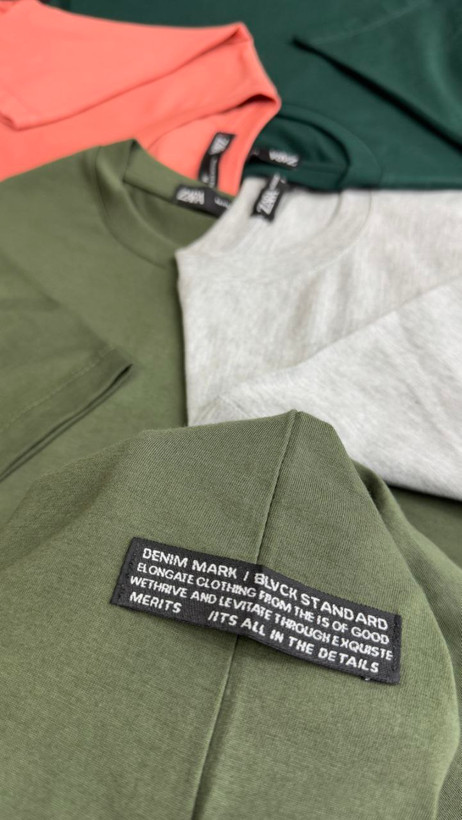 ZARA
DENIM MARK / BLVCK STANDARD
ELONGATE CLOTHING FROM THE IS OF GOOD
WETHRIVE AND LEVITATE THROUGH EXQUISTE
MERITS //ITS ALL IN THE DETAILS